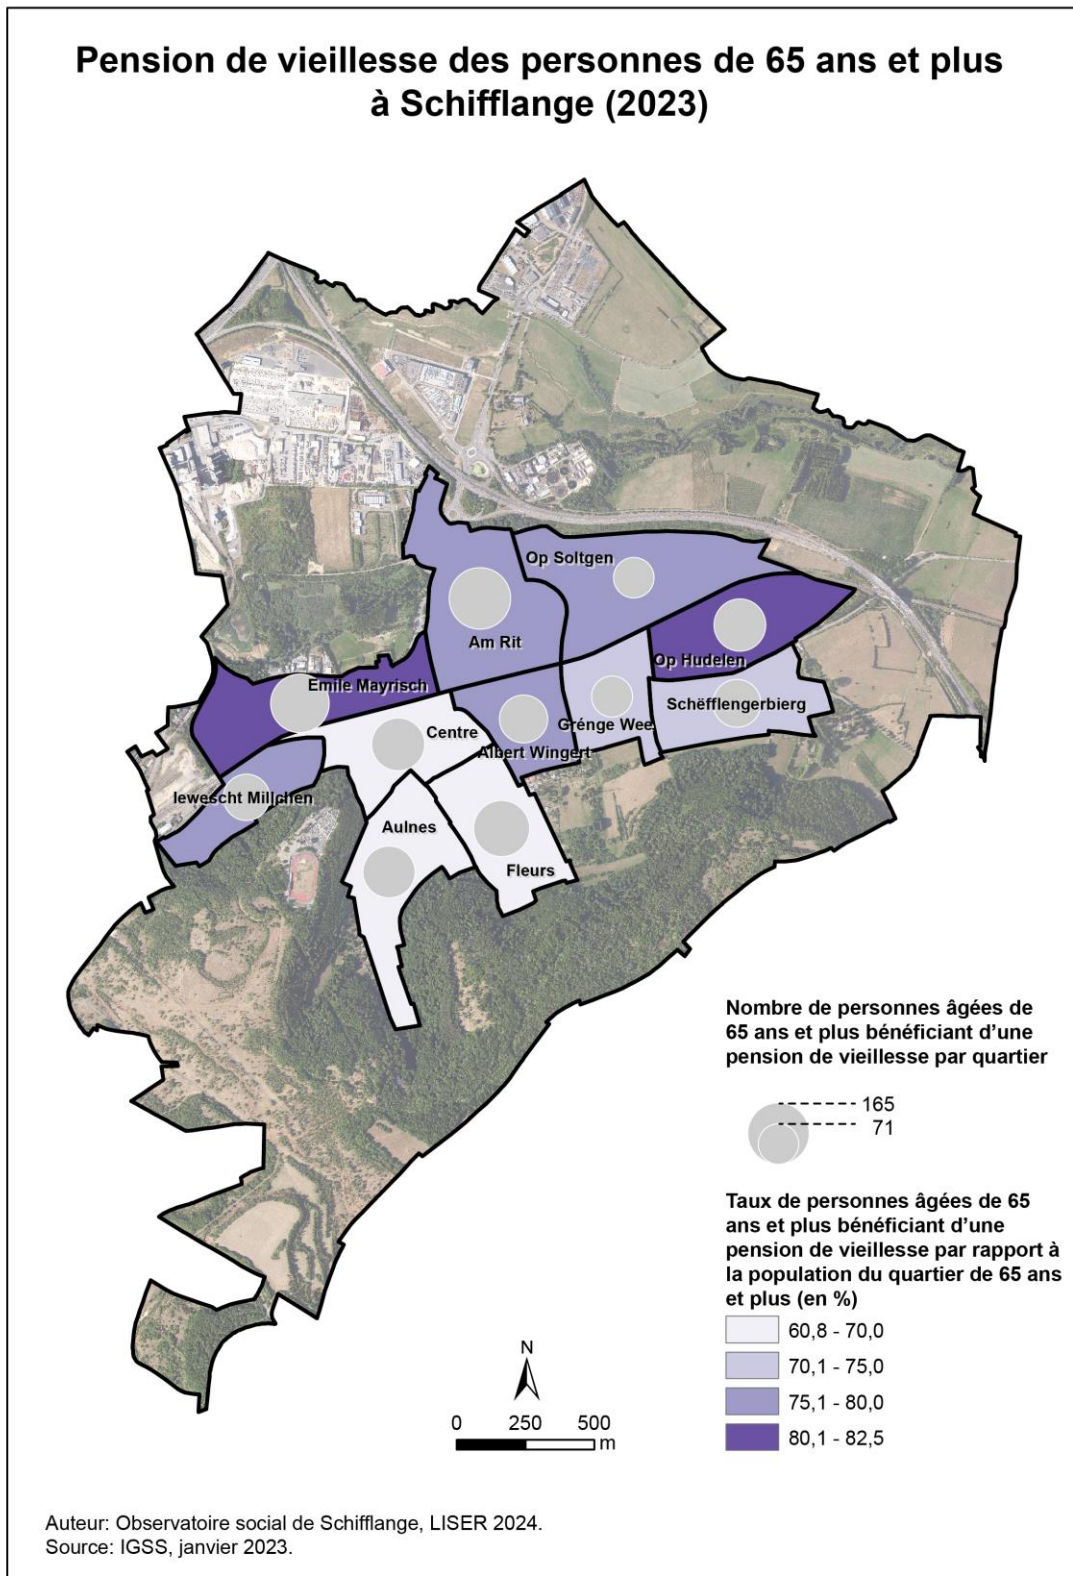 Pension de vieillesse des personnes de 65 ans et plus
à Schifflange (2023)
Op Soltgen
Am Rit
Op Hudelen
Emile Mayrisch
Schëfflengerbierg
Grénge Wee
Centre
Albert Wingert
Iewescht Millchen
Aulnes
Fleurs
Nombre de personnes âgées de
65 ans et plus bénéficiant d'une
pension de vieillesse par quartier
165
71
Taux de personnes âgées de 65
ans et plus bénéficiant d'une
pension de vieillesse par rapport à
la population du quartier de 65 ans
et plus (en %)
60,8 - 70,0
70,1 - 75,0
75,1 - 80,0
80,1 - 82,5
N
0 250 500
m
Auteur: Observatoire social de Schifflange, LISER 2024.
Source: IGSS, janvier 2023.